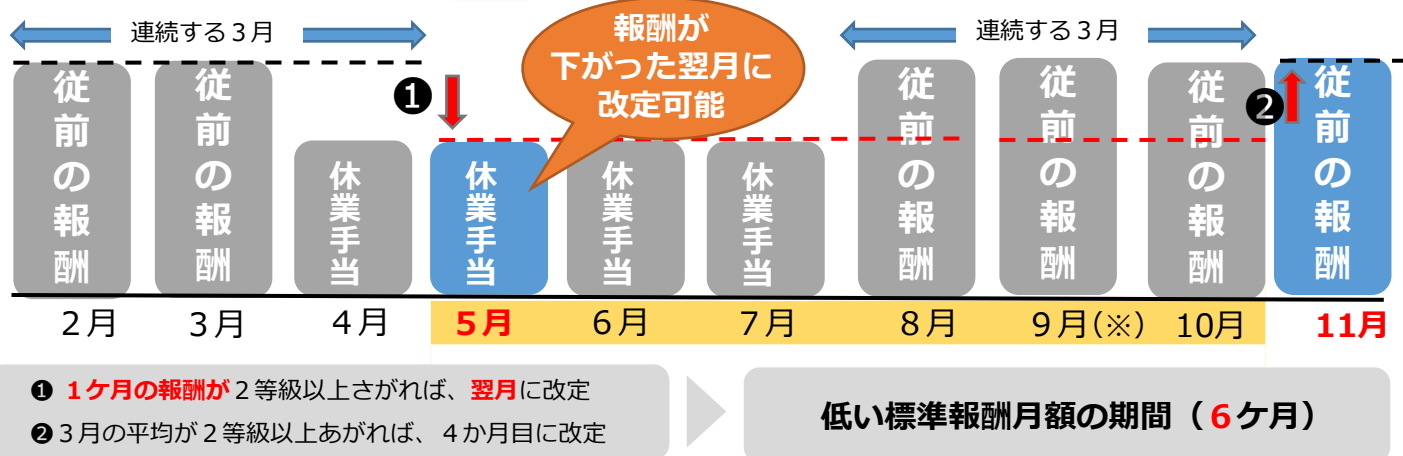 連続する３月
連続する３月
報酬が
下がった翌月に
改定可能
❶
❷
従前の報酬
従前の報酬
休業手当
休業手当
休業手当
休業手当
従前の報酬
従前の報酬
従前の報酬
従前の報酬
２月
３月
４月
５月
６月
７月
８月
９月(※)
10月
11月
❶ １ケ月の報酬が２等級以上さがれば、翌月に改定
❷３月の平均が２等級以上あがれば、４か月目に改定
低い標準報酬月額の期間（６ケ月）